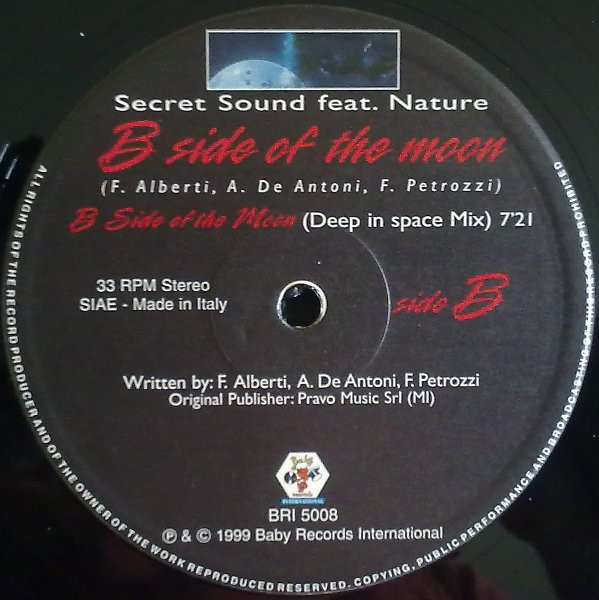 Secret Sound feat. Nature
B side of the moon
(F. Alberti, A. De Antoni, F. Petrozzi)
B Side of the Moon (Deep in space Mix) 7'21
33 RPM Stereo
SIAE - Made in Italy
side B
Written by: F. Alberti, A. De Antoni, F. Petrozzi
Original Publisher: Pravo Music Srl (MI)
Baby
INTERNATIONAL
BRI 5008
℗ & © 1999 Baby Records International
ALL RIGHTS OF THE RECORD PRODUCER AND OF THE OWNER OF THE WORK REPRODUCED RESERVED. COPYING, PUBLIC PERFORMANCE AND BROADCASTING OF THIS RECORD PROHIBITED